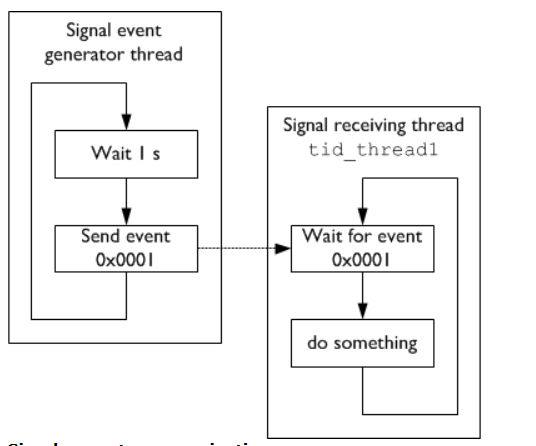 Signal event
generator thread
Wait 1 s
Send event
0x0001
Signal receiving thread
tid_thread1
Wait for event
0x0001
do something